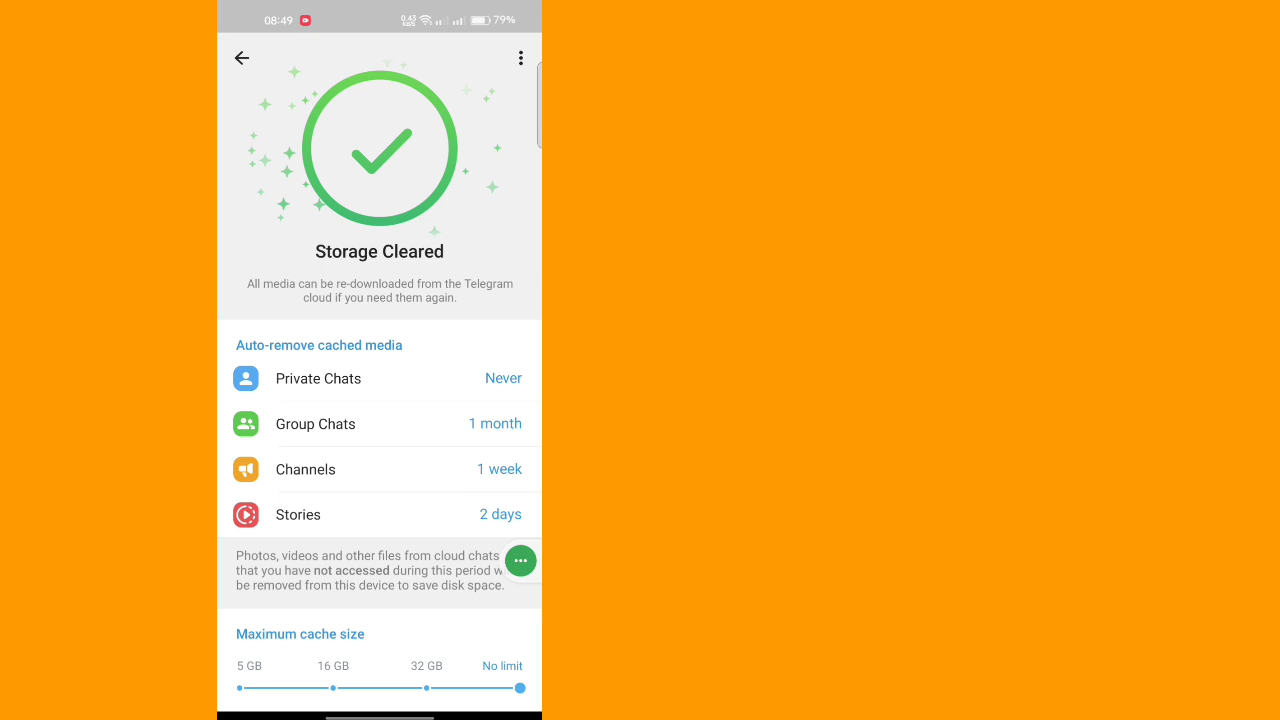 08:49 0.43 KB/S 79%
Storage Cleared
All media can be re-downloaded from the Telegram
cloud if you need them again.
Auto-remove cached media
Private Chats Never
Group Chats 1 month
Channels 1 week
Stories 2 days
Photos, videos and other files from cloud chats
that you have not accessed during this period w
be removed from this device to save disk space.
Maximum cache size
5 GB 16 GB 32 GB No limit